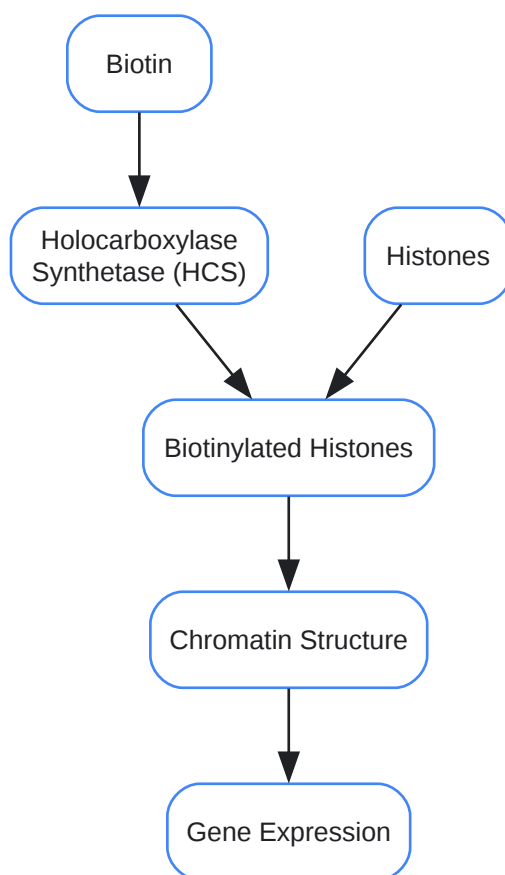 Biotin
Holocarboxylase
Synthetase (HCS)
Histones
Biotinylated Histones
Chromatin Structure
Gene Expression